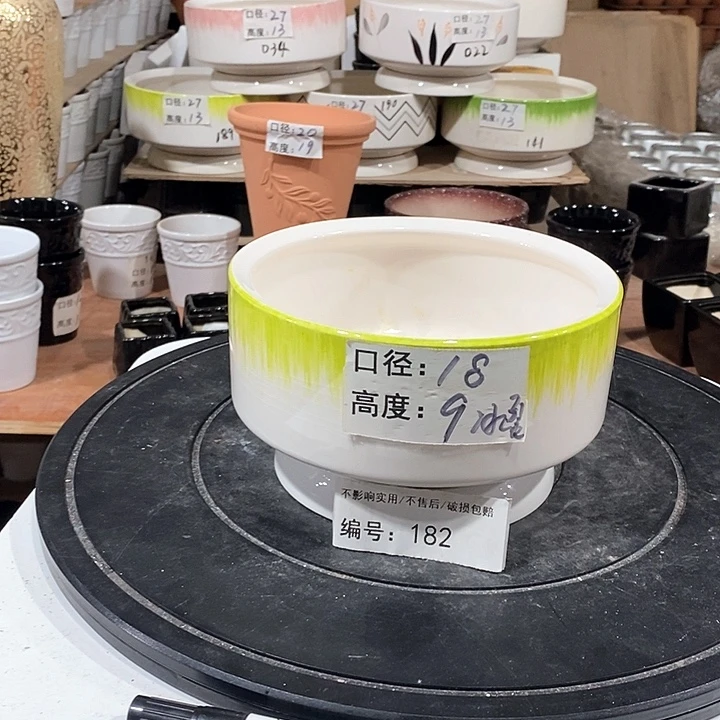 口径:27
高度:13
034
口径:27
高度:13
022
口径:27
高度:13
189
口径:27
190
口径:27
高度:13
141
口径:20
高度:19
口径:18
高度:9
不影响实用/不售后/破损包赔
编号:182